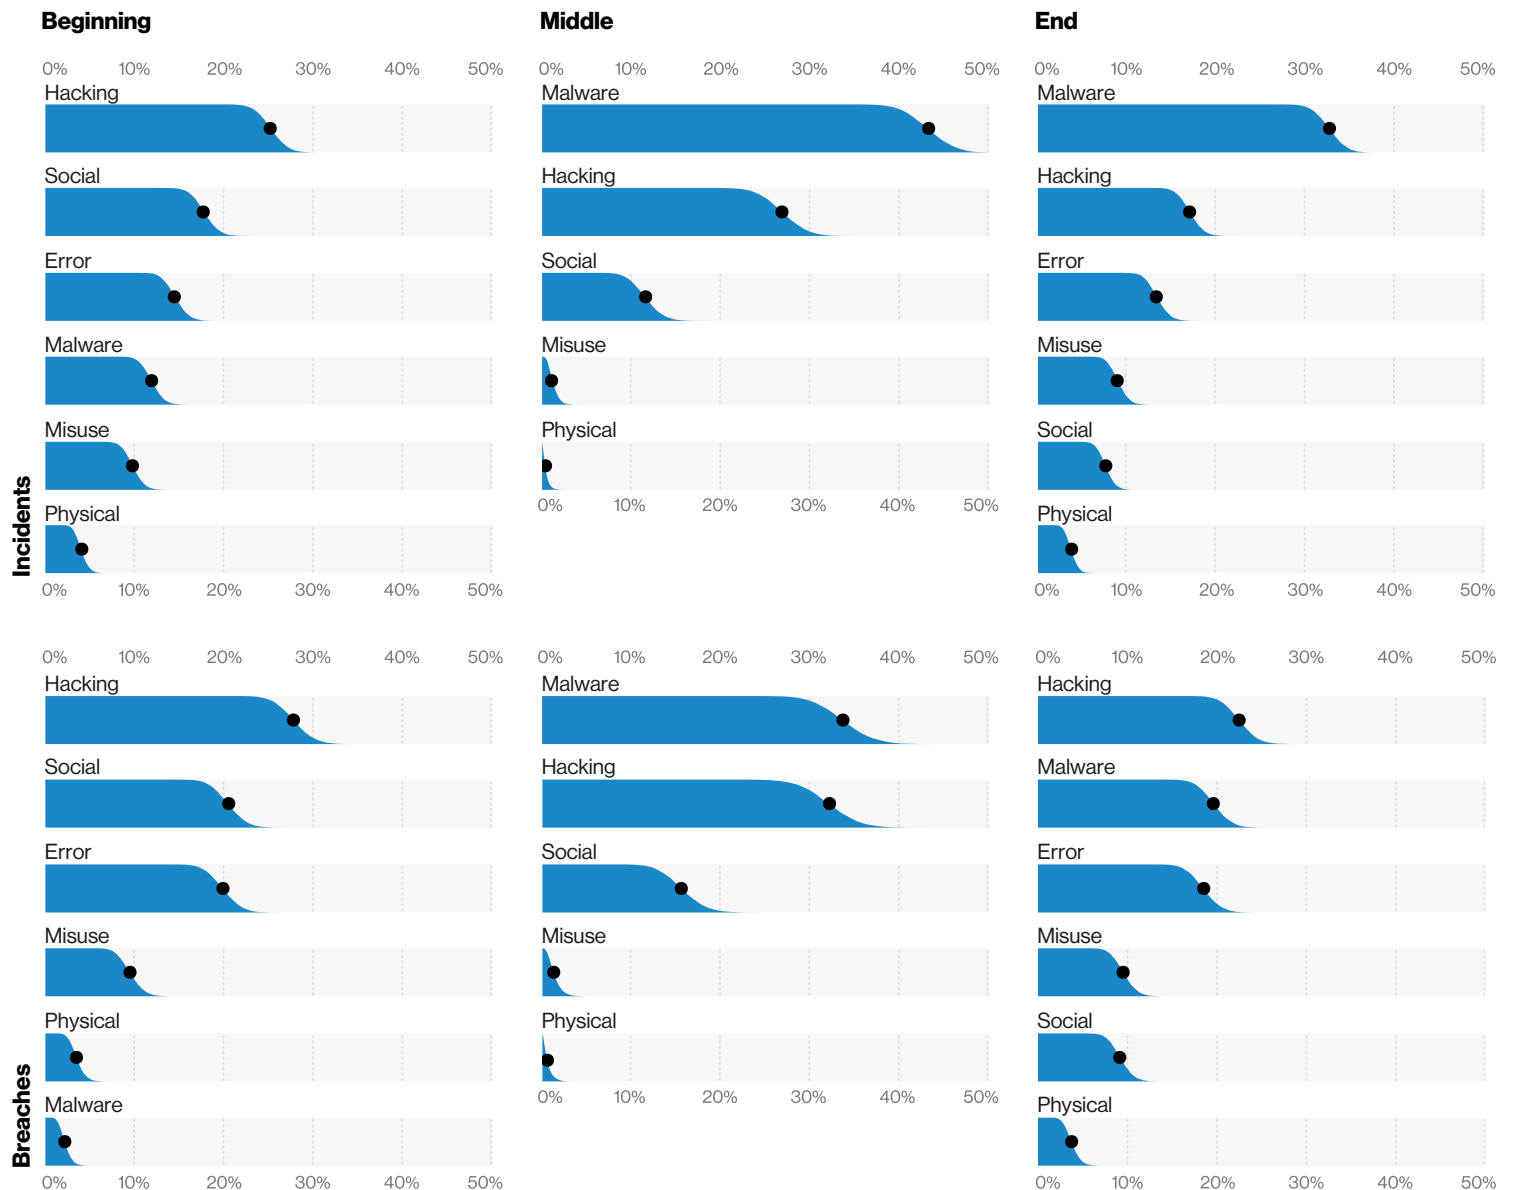 Beginning Middle End
0% 10% 20% 30% 40% 50% 0% 10% 20% 30% 40% 50% 0% 10% 20% 30% 40% 50%
Hacking Malware Malware
Social Hacking Hacking
Error Social Error
Malware Misuse Misuse
Misuse Physical Social
0% 10% 20% 30% 40% 50%
Physical Physical
Incidents
0% 10% 20% 30% 40% 50% 0% 10% 20% 30% 40% 50%
0% 10% 20% 30% 40% 50% 0% 10% 20% 30% 40% 50% 0% 10% 20% 30% 40% 50%
Hacking Malware Hacking
Social Hacking Malware
Error Social Error
Misuse Misuse Misuse
Physical Physical Social
0% 10% 20% 30% 40% 50%
Malware Physical
Breaches
0% 10% 20% 30% 40% 50% 0% 10% 20% 30% 40% 50%